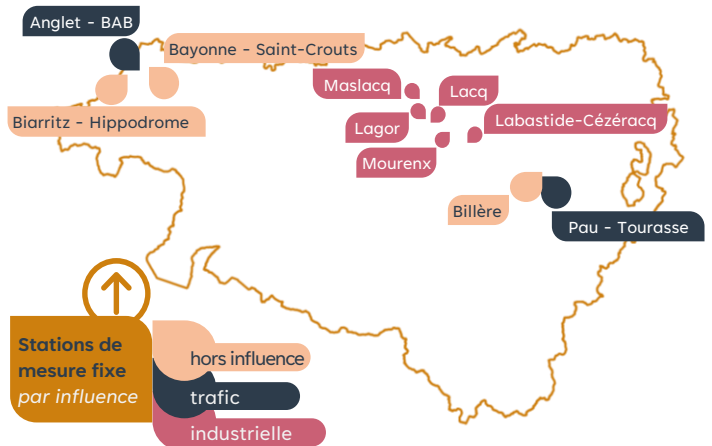 Anglet - BAB
Bayonne - Saint-Crouts
Biarritz - Hippodrome
Maslacq
Lacq
Lagor
Labastide-Cézéracq
Mourenx
Billère
Pau - Tourasse
Stations de
mesure fixe
par influence
hors influence
trafic
industrielle